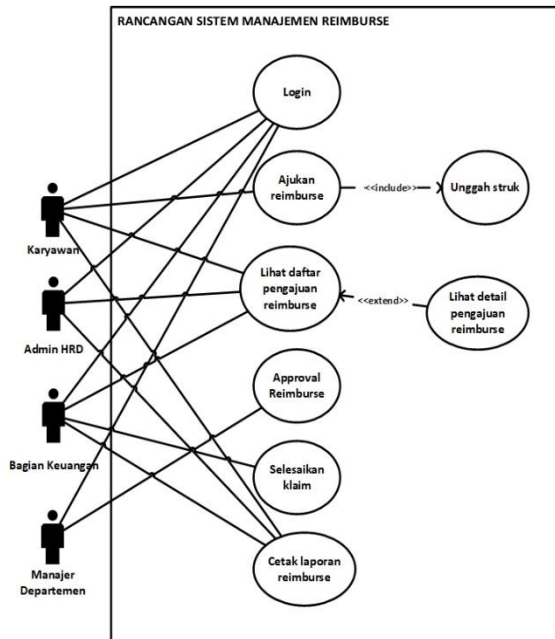 RANCANGAN SISTEM MANAJEMEN REIMBURSE
Login
Ajukan
reimburse
<<include>>
Unggah struk
Karyawan
Lihat daftar
pengajuan
reimburse
<<extend>>
Lihat detail
pengajuan
reimburse
Admin HRD
Approval
Reimburse
Bagian Keuangan
Selesaikan
klaim
Manajer
Departemen
Cetak laporan
reimburse